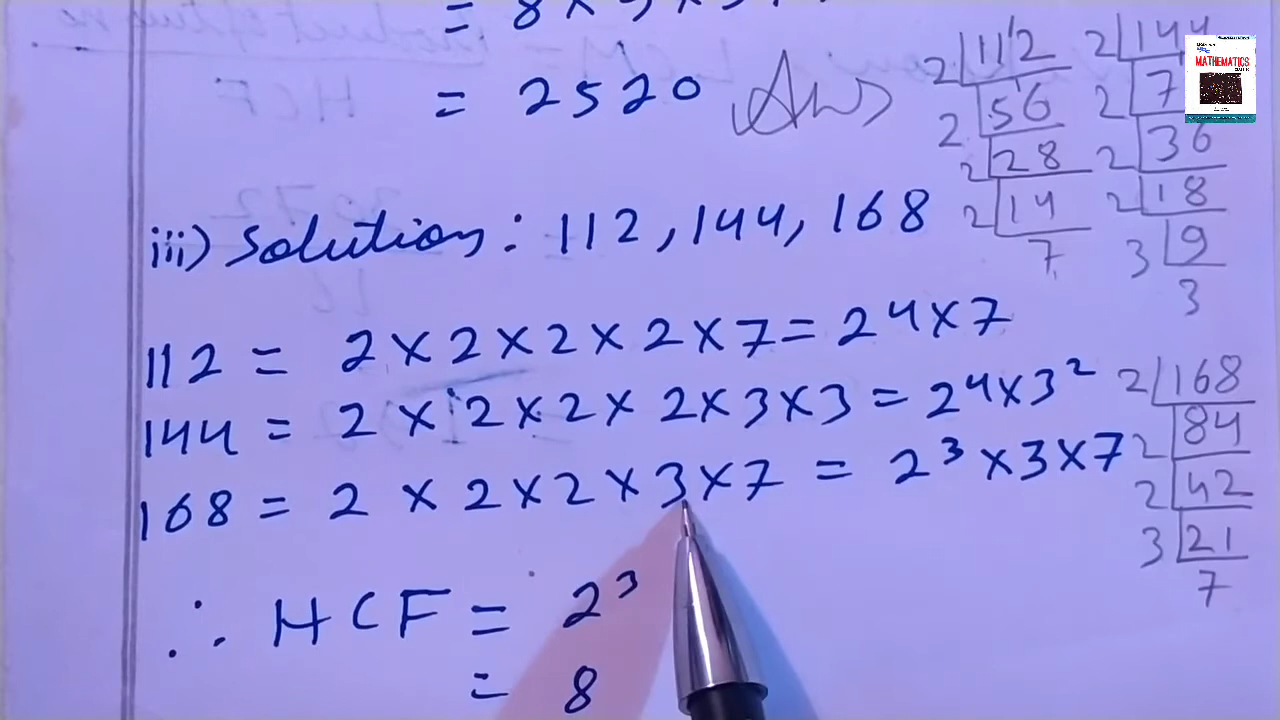 = 2520 Ans
iii) Solution: 112, 144, 168
112 = 2 × 2 × 2 × 2 × 7 = 2⁴ × 7
144 = 2 × 2 × 2 × 2 × 3 × 3 = 2⁴ × 3²
168 = 2 × 2 × 2 × 3 × 7 = 2³ × 3 × 7
∴ HCF = 2³
= 8
2 | 112
2 | 56
2 | 28
2 | 14
7
2 | 144
2 | 7
2 | 36
2 | 18
3 | 9
3
2 | 168
2 | 84
2 | 42
3 | 21
7
MATHEMATICS